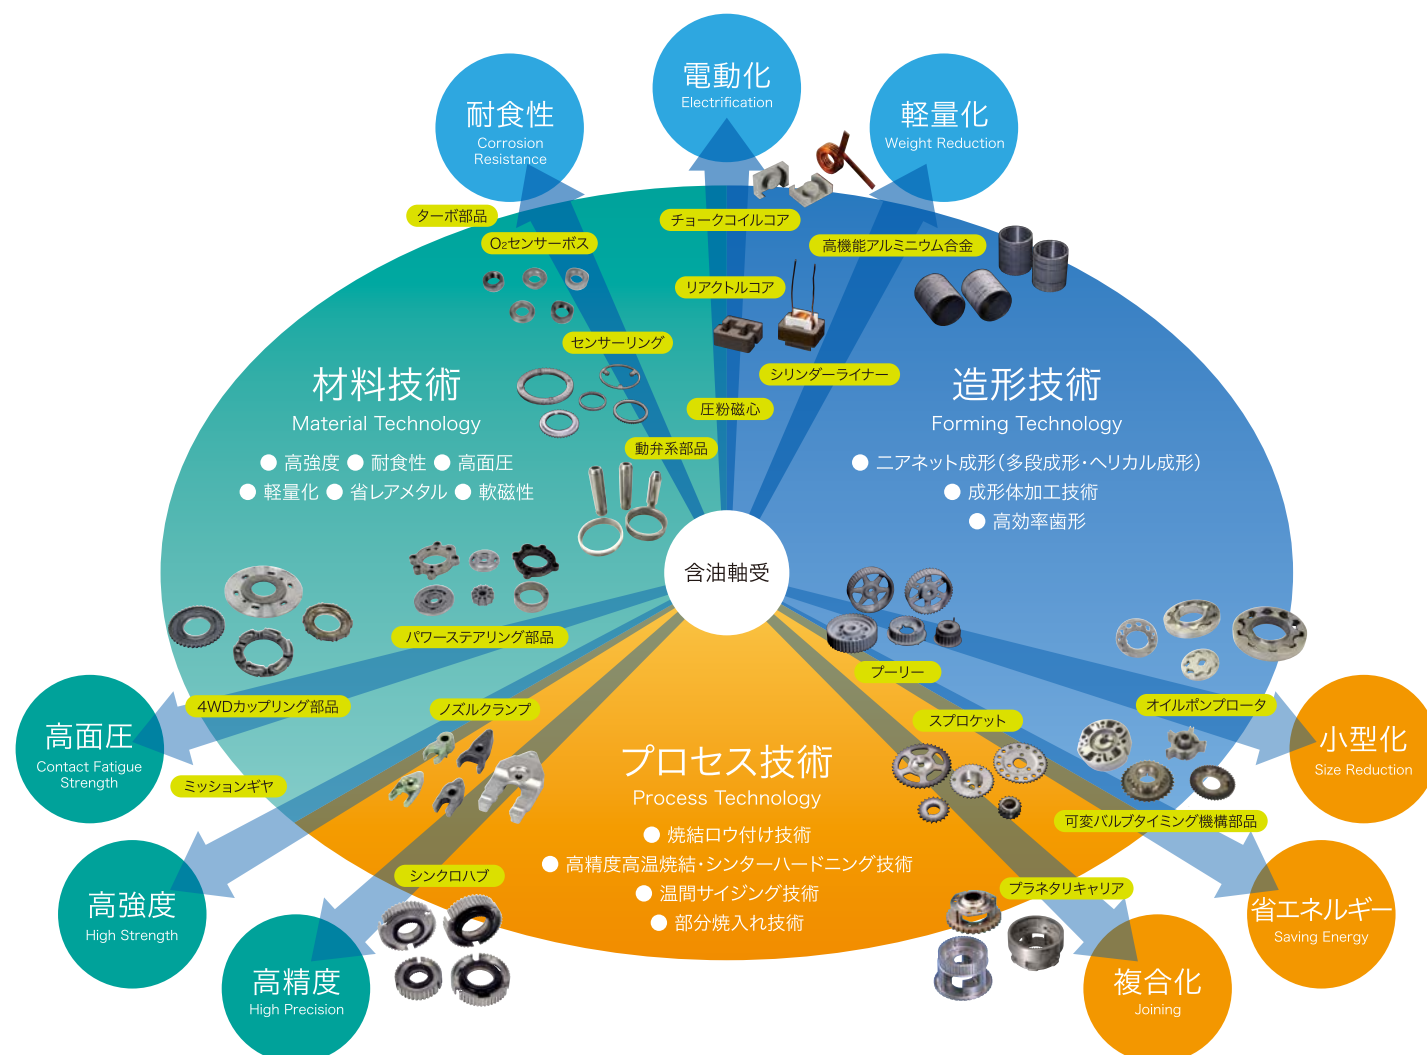 電動化
Electrification
耐食性
Corrosion
Resistance
軽量化
Weight Reduction
ターボ部品
O₂センサーボス
チョークコイルコア
高機能アルミニウム合金
リアクトルコア
センサーリング
シリンダーライナー
圧粉磁心
動弁系部品
材料技術
Material Technology
● 高強度 ● 耐食性 ● 高面圧
● 軽量化 ● 省レアメタル ● 軟磁性
造形技術
Forming Technology
● ニアネット成形(多段成形・ヘリカル成形)
● 成形体加工技術
● 高効率歯形
含油軸受
パワーステアリング部品
プーリー
4WDカップリング部品
ノズルクランプ
スプロケット
オイルポンプロータ
高面圧
Contact Fatigue
Strength
小型化
Size Reduction
ミッションギヤ
プロセス技術
Process Technology
● 焼結ロウ付け技術
● 高精度高温焼結・シンターハードニング技術
● 温間サイジング技術
● 部分焼入れ技術
可変バルブタイミング機構部品
シンクロハブ
プラネタリキャリア
高強度
High Strength
省エネルギー
Saving Energy
高精度
High Precision
複合化
Joining